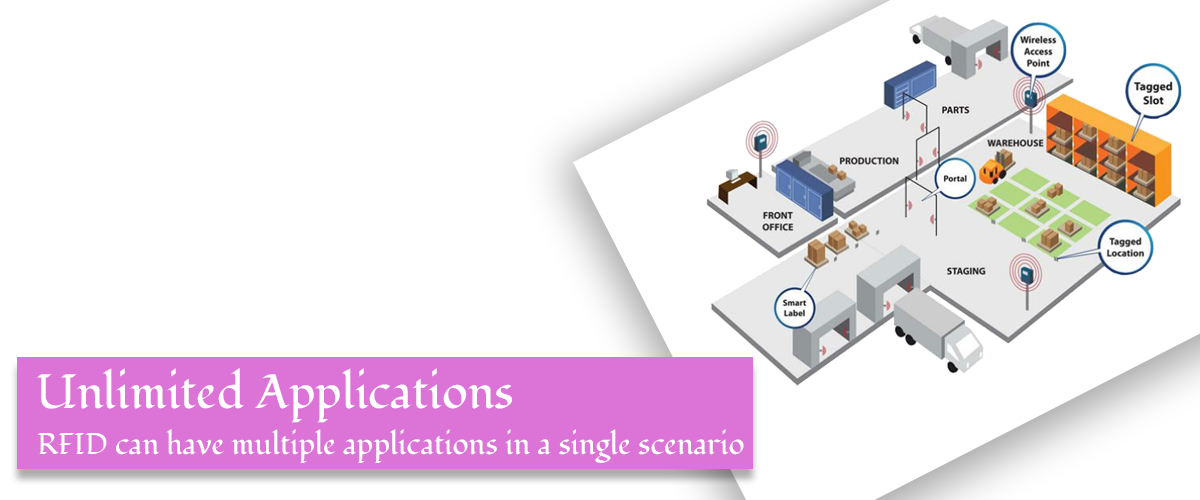 Wireless
Access
Point
Tagged
Slot
PARTS
WAREHOUSE
PRODUCTION
Portal
FRONT
OFFICE
Tagged
Location
STAGING
Smart
Label
Unlimited Applications
RFID can have multiple applications in a single scenario